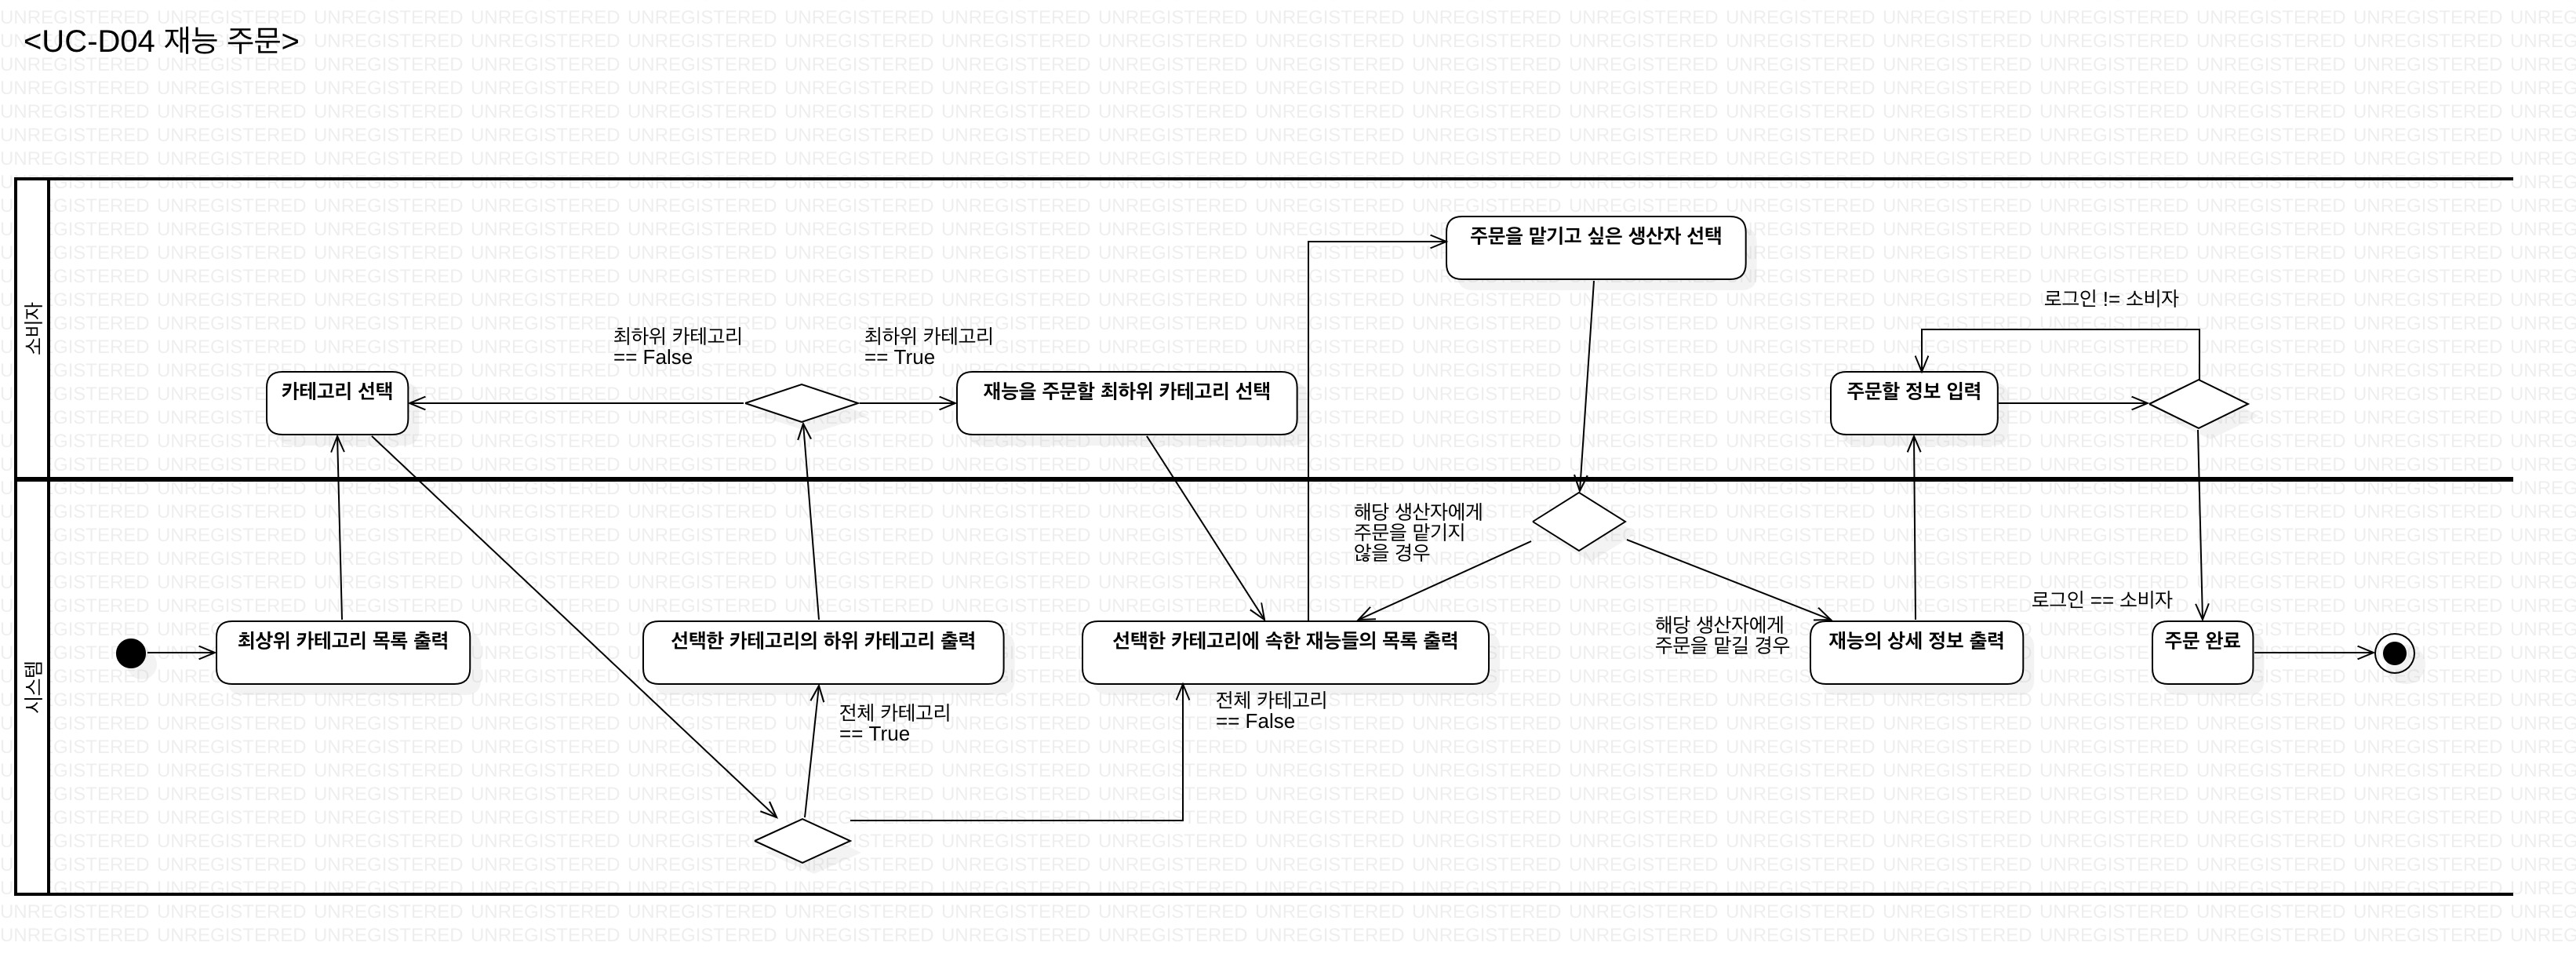 <UC-D04 재능 주문>
소비자
주문을 맡기고 싶은 생산자 선택
로그인 != 소비자
최하위 카테고리
== False
최하위 카테고리
== True
카테고리 선택
재능을 주문할 최하위 카테고리 선택
주문할 정보 입력
시스템
해당 생산자에게
주문을 맡기지
않을 경우
로그인 == 소비자
해당 생산자에게
주문을 맡길 경우
최상위 카테고리 목록 출력
선택한 카테고리의 하위 카테고리 출력
선택한 카테고리에 속한 재능들의 목록 출력
재능의 상세 정보 출력
주문 완료
전체 카테고리
== True
전체 카테고리
== False
UNREGISTERED